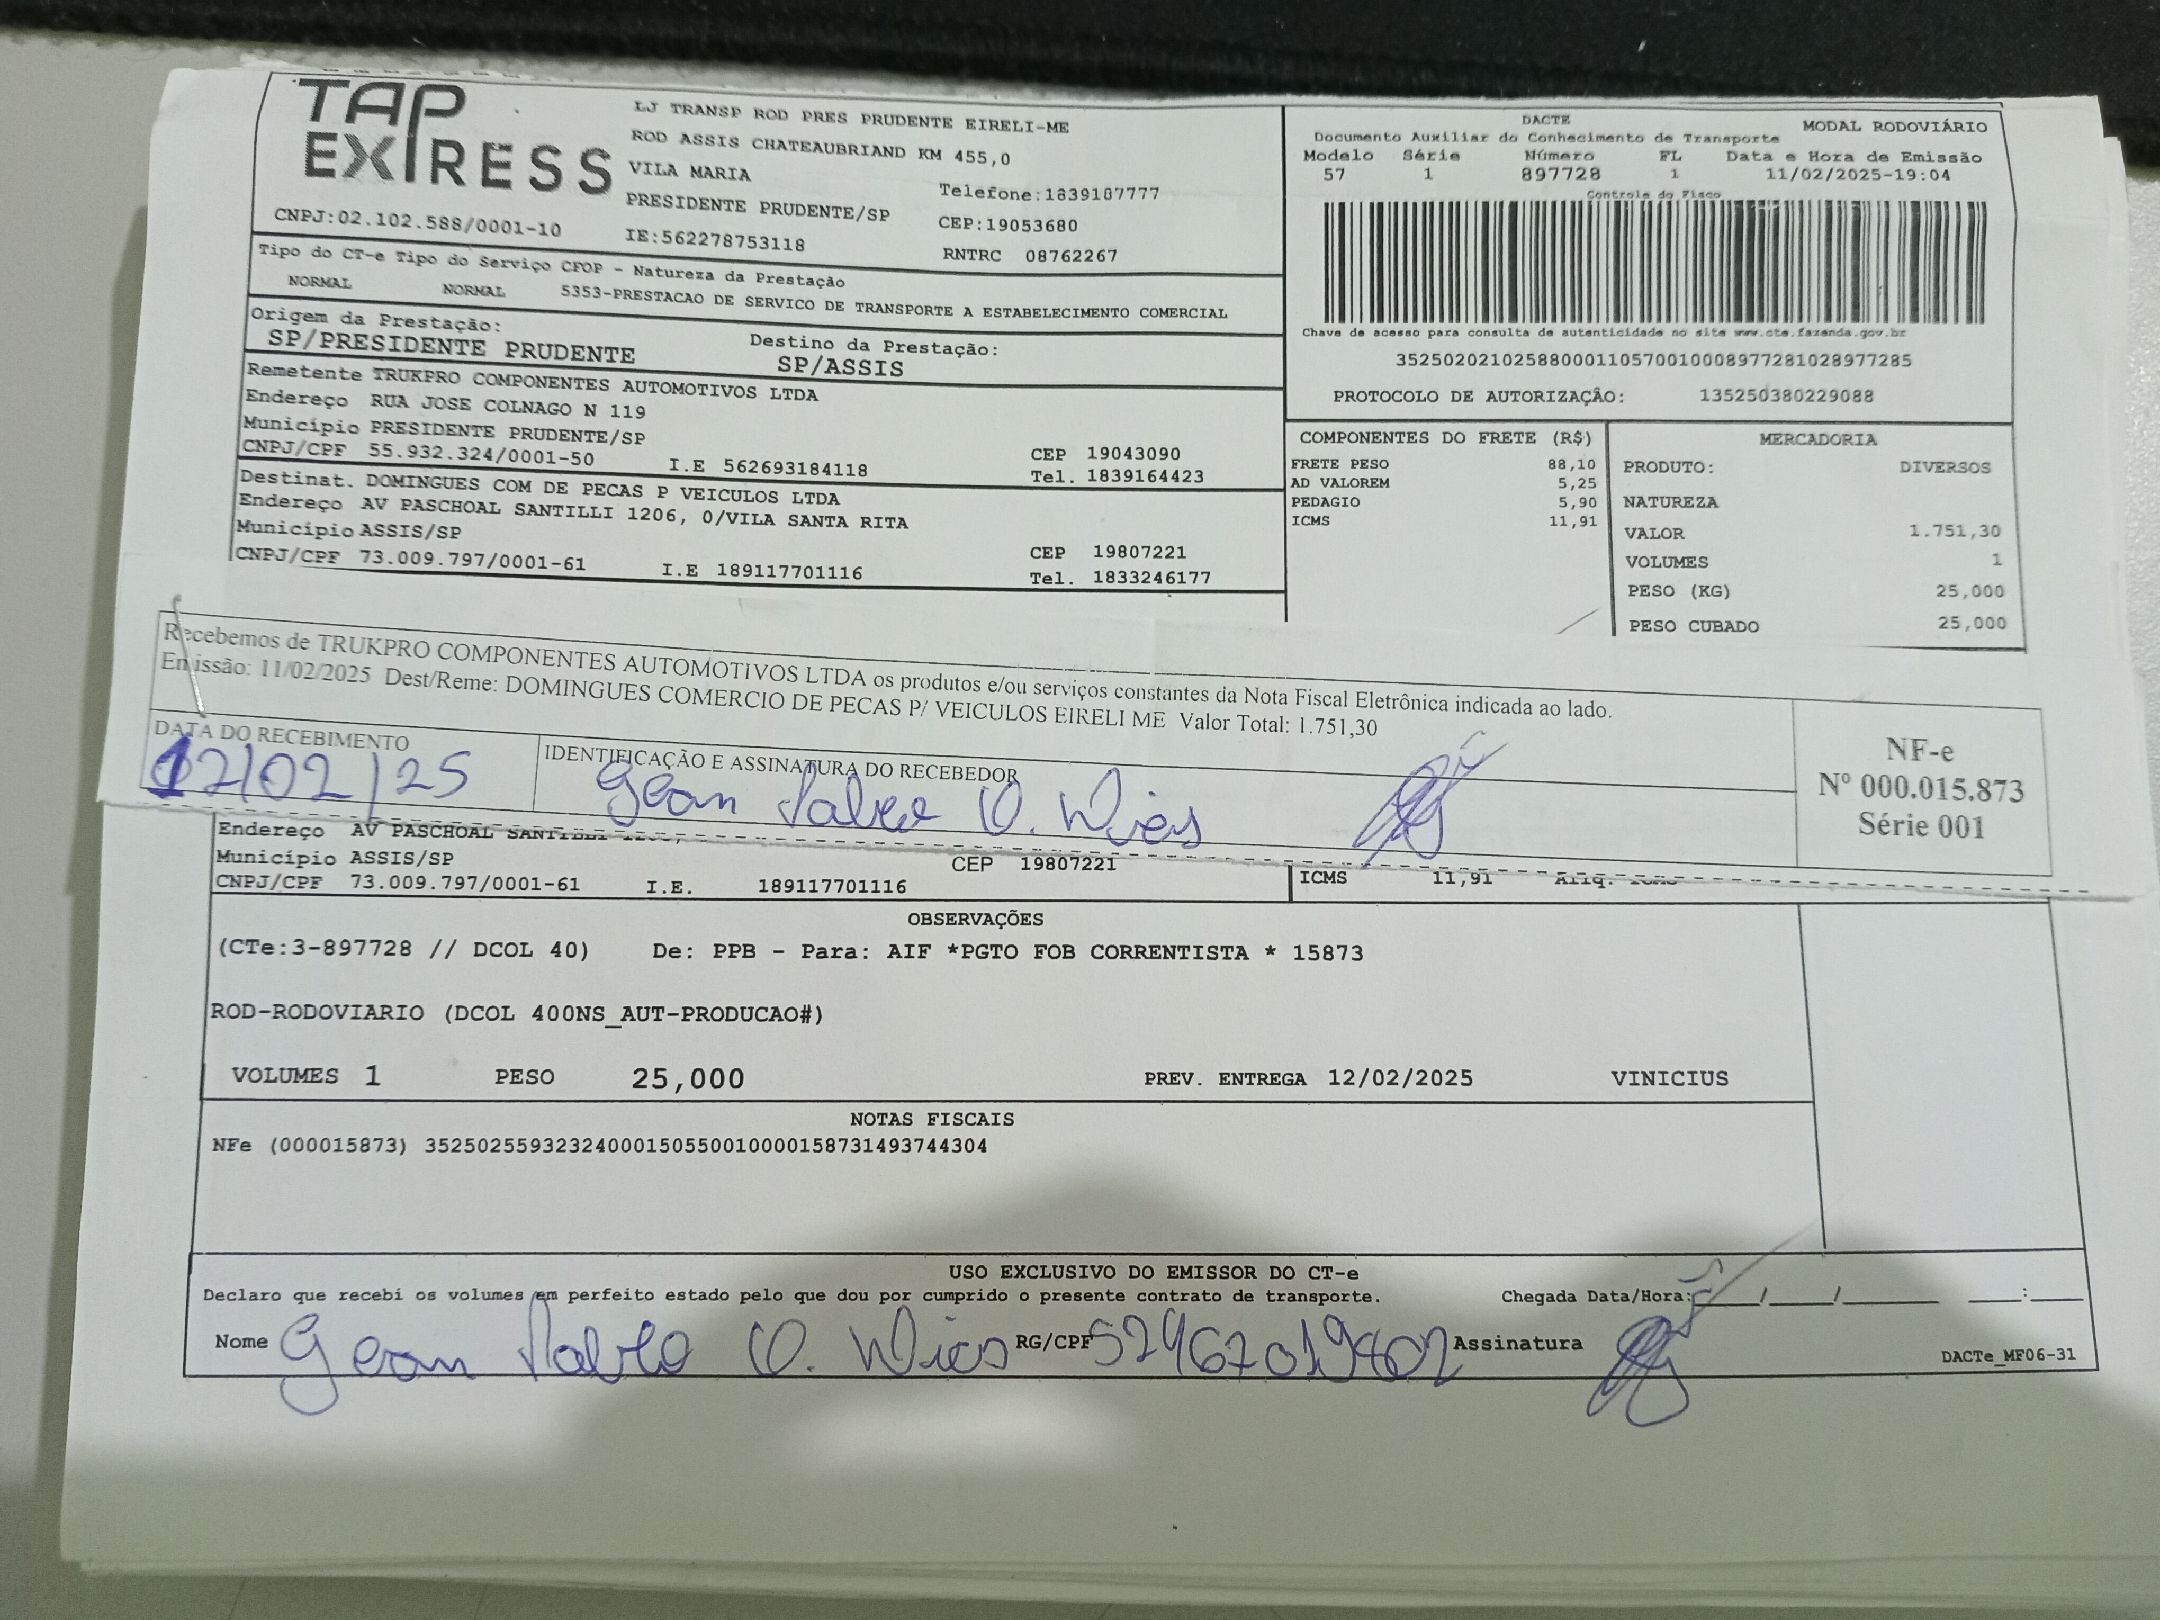 TAP EXPRESS
LJ TRANSP ROD PRES PRUDENTE EIRELI-ME
ROD ASSIS CHATEAUBRIAND KM 455,0
VILA MARIA
Telefone:1839187777
PRESIDENTE PRUDENTE/SP
CEP:19053680
CNPJ:02.102.588/0001-10
IE:562278753118
RNTRC 08762267
Tipo do CT-e Tipo do Serviço CFOP - Natureza da Prestação
NORMAL NORMAL 5353-PRESTACAO DE SERVICO DE TRANSPORTE A ESTABELECIMENTO COMERCIAL
Origem da Prestação: Destino da Prestação:
SP/PRESIDENTE PRUDENTE SP/ASSIS
Remetente TRUKPRO COMPONENTES AUTOMOTIVOS LTDA
Endereço RUA JOSE COLNAGO N 119
Município PRESIDENTE PRUDENTE/SP CEP 19043090
CNPJ/CPF 55.932.324/0001-50 I.E 562693184118 Tel. 1839164423
Destinat. DOMINGUES COM DE PECAS P VEICULOS LTDA
Endereço AV PASCHOAL SANTILLI 1206, 0/VILA SANTA RITA
Município ASSIS/SP CEP 19807221
CNPJ/CPF 73.009.797/0001-61 I.E 189117701116 Tel. 1833246177
DACTE MODAL RODOVIÁRIO
Documento Auxiliar do Conhecimento de Transporte
Modelo Série Número FL Data e Hora de Emissão
57 1 897728 1 11/02/2025-19:04
Controle do Fisco
Chave de acesso para consulta de autenticidade no site www.cte.fazenda.gov.br
35250202102588000110570010008977281028977285
PROTOCOLO DE AUTORIZAÇÂO: 135250380229088
COMPONENTES DO FRETE (R$)
FRETE PESO 88,10
AD VALOREM 5,25
PEDAGIO 5,90
ICMS 11,91
MERCADORIA
PRODUTO: DIVERSOS
NATUREZA
VALOR 1.751,30
VOLUMES 1
PESO (KG) 25,000
PESO CUBADO 25,000
Recebemos de TRUKPRO COMPONENTES AUTOMOTIVOS LTDA os produtos e/ou serviços constantes da Nota Fiscal Eletrônica indicada ao lado.
Emissão: 11/02/2025 Dest/Reme: DOMINGUES COMERCIO DE PECAS P/ VEICULOS EIRELI ME Valor Total: 1.751,30
DATA DO RECEBIMENTO IDENTIFICAÇÃO E ASSINATURA DO RECEBEDOR
12/02/25 Gean Pablo O. Dias
NF-e
Nº 000.015.873
Série 001
Endereço AV PASCHOAL SANTILLI
Município ASSIS/SP CEP 19807221
CNPJ/CPF 73.009.797/0001-61 I.E. 189117701116
ICMS 11,91
OBSERVAÇÕES
(CTe:3-897728 // DCOL 40) De: PPB - Para: AIF *PGTO FOB CORRENTISTA * 15873
ROD-RODOVIARIO (DCOL 400NS_AUT-PRODUCAO#)
VOLUMES 1 PESO 25,000 PREV. ENTREGA 12/02/2025 VINICIUS
NOTAS FISCAIS
NFe (000015873) 35250255932324000150550010000158731493744304
USO EXCLUSIVO DO EMISSOR DO CT-e
Declaro que recebi os volumes em perfeito estado pelo que dou por cumprido o presente contrato de transporte. Chegada Data/Hora: __/__/____ __:__
Nome Gean Pablo O. Dias RG/CPF 52967019802 Assinatura
DACTe_MF06-31